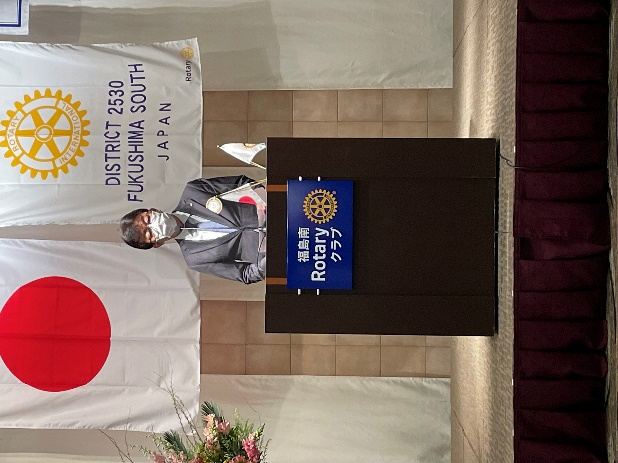 ROTARY
INTERNATIONAL
DISTRICT 2530
FUKUSHIMA SOUTH
JAPAN
Rotary
福島南
Rotary
クラブ